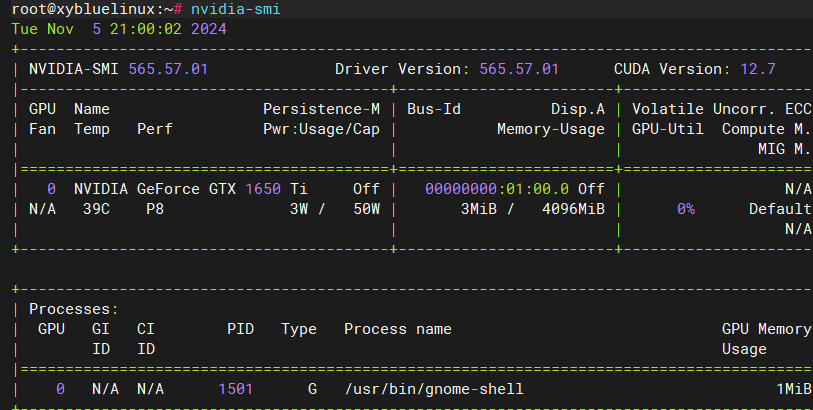 root@xybluelinux:~# nvidia-smi
Tue Nov  5 21:00:02 2024
+-----------------------------------------------------------------------------------------
| NVIDIA-SMI 565.57.01              Driver Version: 565.57.01      CUDA Version: 12.7
|-----------------------------------------+------------------------+----------------------
| GPU  Name                 Persistence-M | Bus-Id          Disp.A | Volatile Uncorr. ECC
| Fan  Temp   Perf          Pwr:Usage/Cap |           Memory-Usage | GPU-Util  Compute M.
|                                         |                        |               MIG M.
|=========================================+========================+======================
|   0  NVIDIA GeForce GTX 1650 Ti     Off |   00000000:01:00.0 Off |                  N/A
| N/A   39C    P8              3W /   50W |       3MiB /   4096MiB |      0%      Default
|                                         |                        |                  N/A
+-----------------------------------------+------------------------+----------------------
+-----------------------------------------------------------------------------------------
| Processes:
|  GPU   GI   CI        PID   Type   Process name                              GPU Memory
|        ID   ID                                                               Usage
|=========================================================================================
|    0   N/A  N/A      1501      G   /usr/bin/gnome-shell                            1MiB
+-----------------------------------------------------------------------------------------